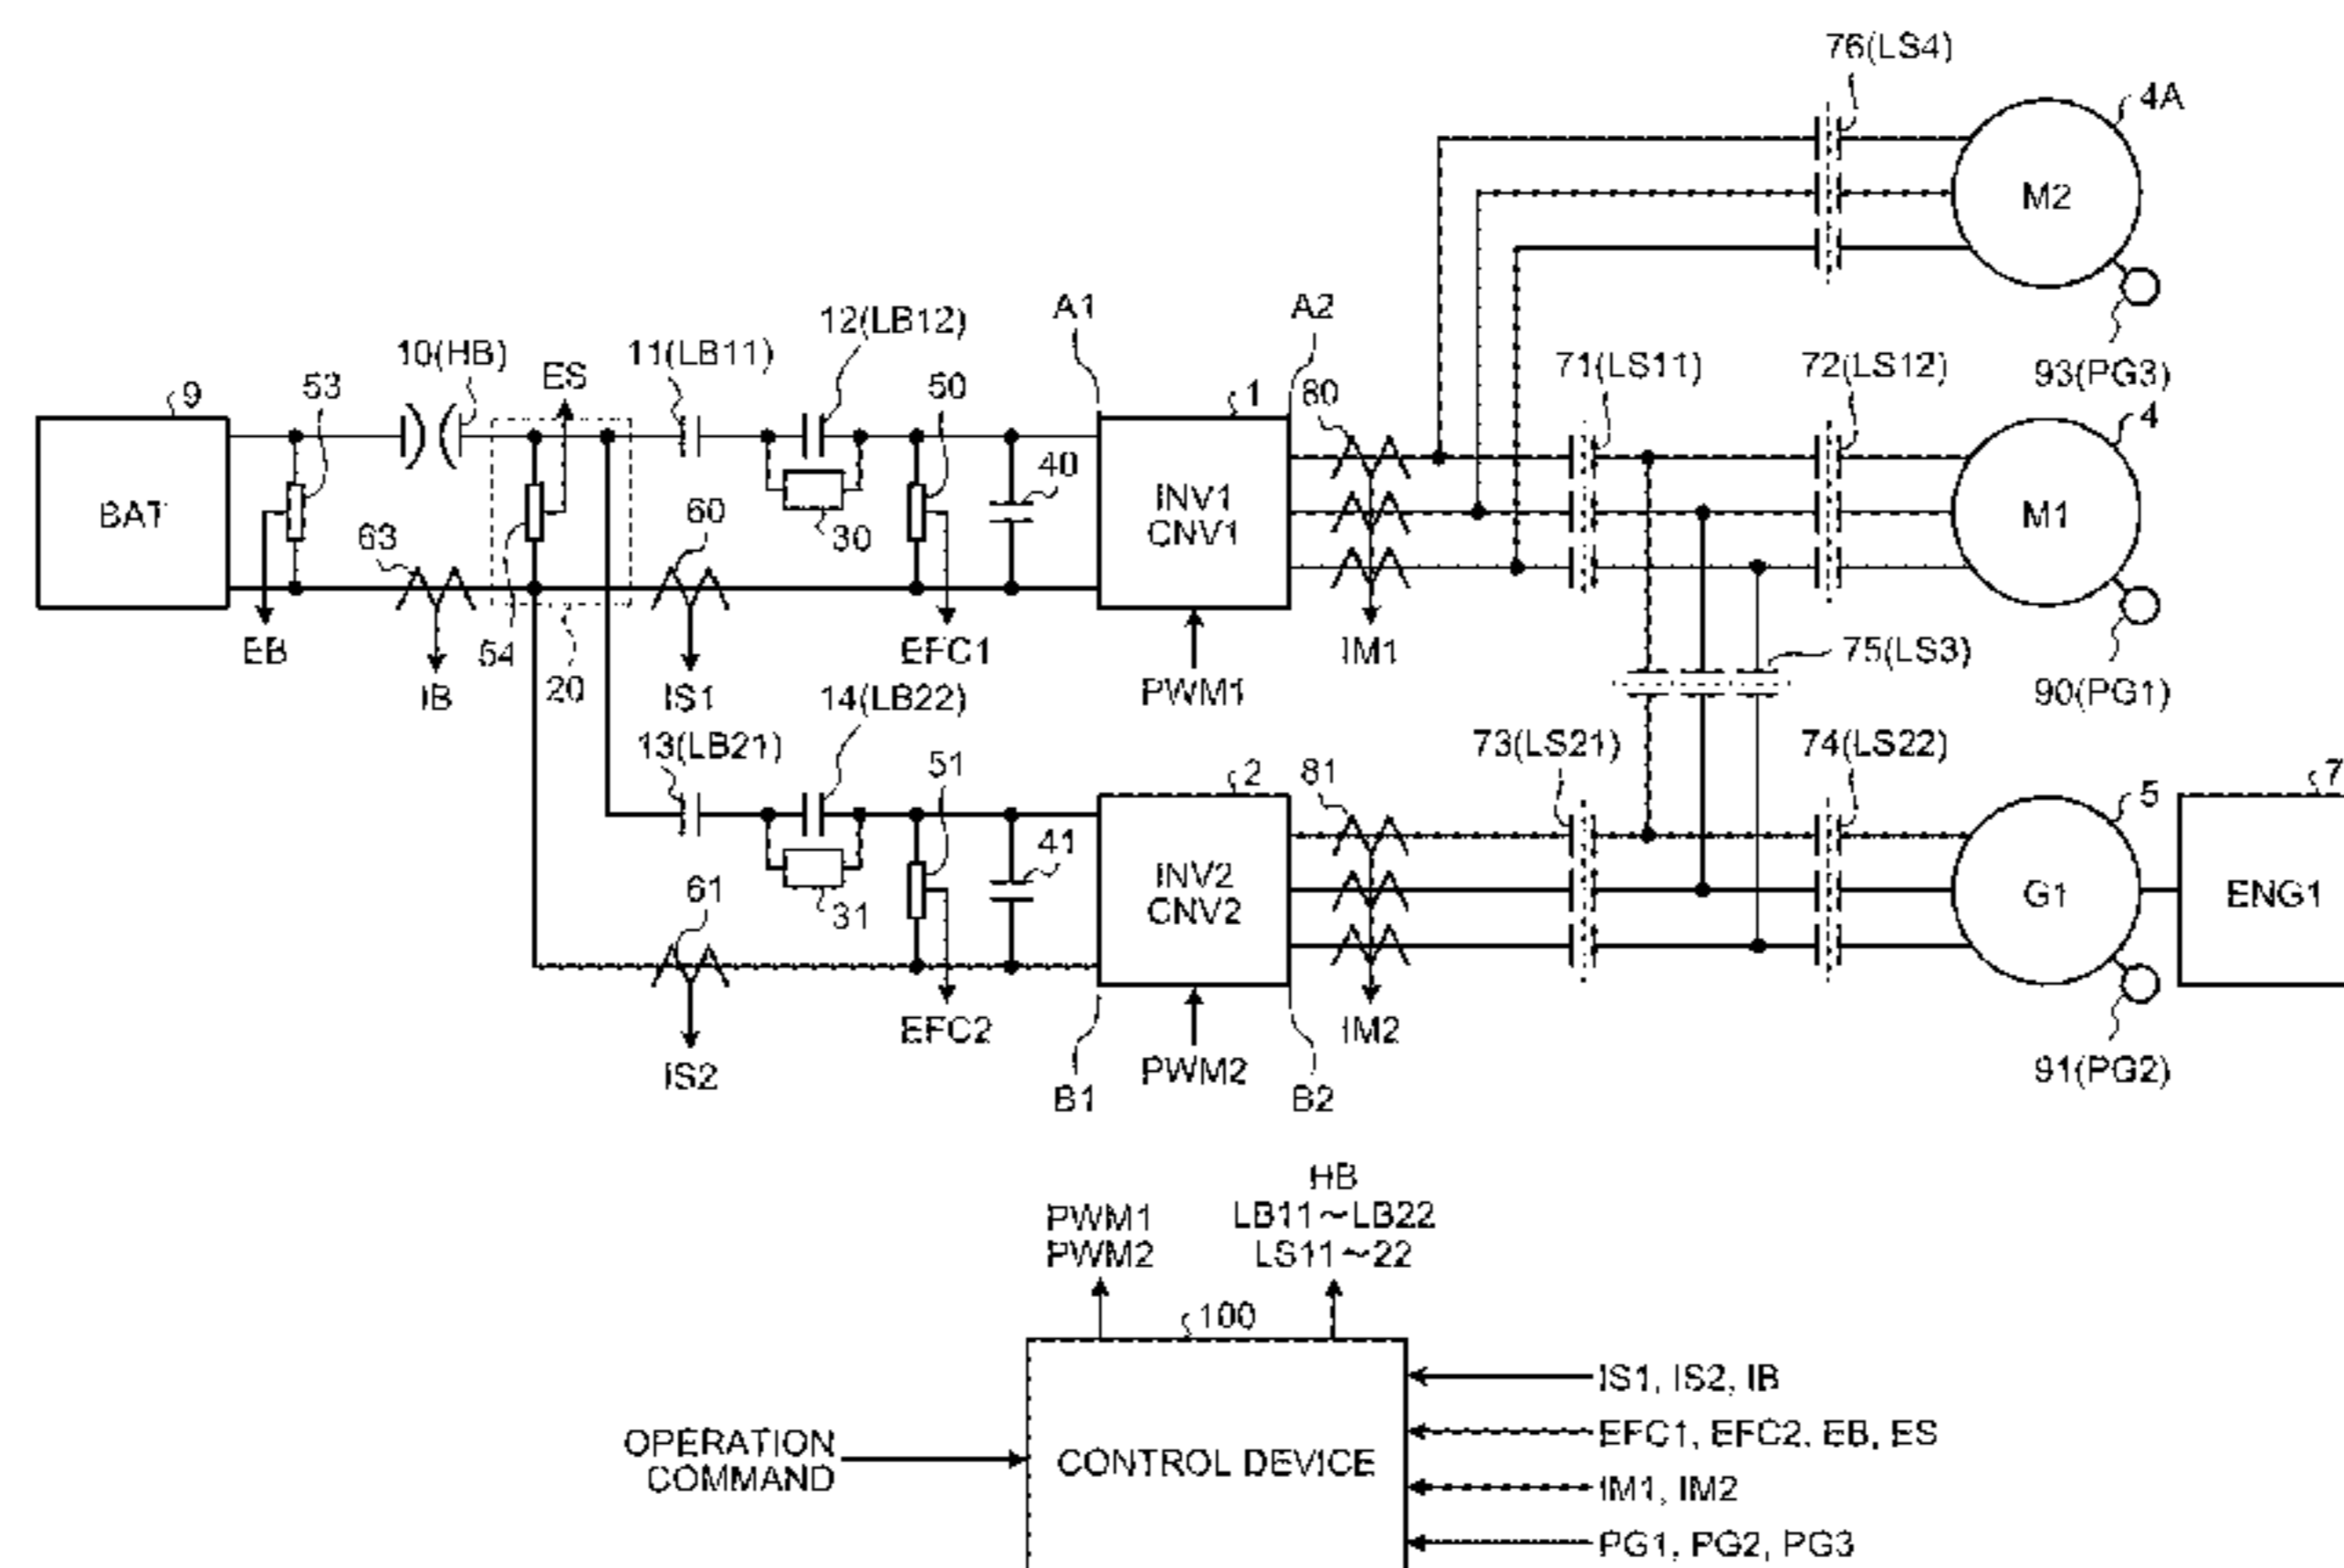 76(LS4)
4A
M2
A1
A2
12(LB12)
10(HB)
11(LB11)
ES
71(LS11)
72(LS12)
93(PG3)
9
53
50
1
80
4
40
BAT
INV1
CNV1
M1
63
60
30
EB
54
EFC1
IM1
75(LS3)
IB
20
IS1
14(LB22)
PWM1
90(PG1)
13(LB21)
73(LS21)
74(LS22)
51
2
81
5
7
41
61
INV2
CNV2
G1
ENG1
31
EFC2
IM2
IS2
PWM2
91(PG2)
B1
B2
HB
PWM1
LB11~LB22
PWM2
LS11~22
100
IS1, IS2, IB
OPERATION
COMMAND
CONTROL DEVICE
EFC1, EFC2, EB, ES
IM1, IM2
PG1, PG2, PG3